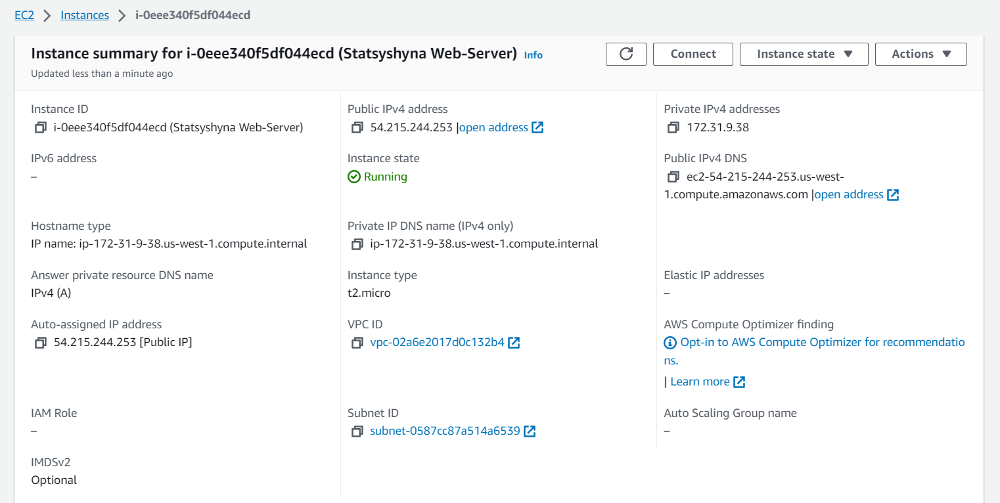 EC2 > Instances > i-0eee340f5df044ecd
Instance summary for i-0eee340f5df044ecd (Statsyshyna Web-Server) Info
Updated less than a minute ago
Connect
Instance state ▼
Actions ▼
Instance ID
i-0eee340f5df044ecd (Statsyshyna Web-Server)
Public IPv4 address
54.215.244.253 |open address
Private IPv4 addresses
172.31.9.38
IPv6 address
–
Instance state
Running
Public IPv4 DNS
ec2-54-215-244-253.us-west-
1.compute.amazonaws.com |open address
Hostname type
IP name: ip-172-31-9-38.us-west-1.compute.internal
Private IP DNS name (IPv4 only)
ip-172-31-9-38.us-west-1.compute.internal
Answer private resource DNS name
IPv4 (A)
Instance type
t2.micro
Elastic IP addresses
–
Auto-assigned IP address
54.215.244.253 [Public IP]
VPC ID
vpc-02a6e2017d0c132b4
AWS Compute Optimizer finding
Opt-in to AWS Compute Optimizer for recommendatio
ns.
| Learn more
IAM Role
–
Subnet ID
subnet-0587cc87a514a6539
Auto Scaling Group name
–
IMDSv2
Optional